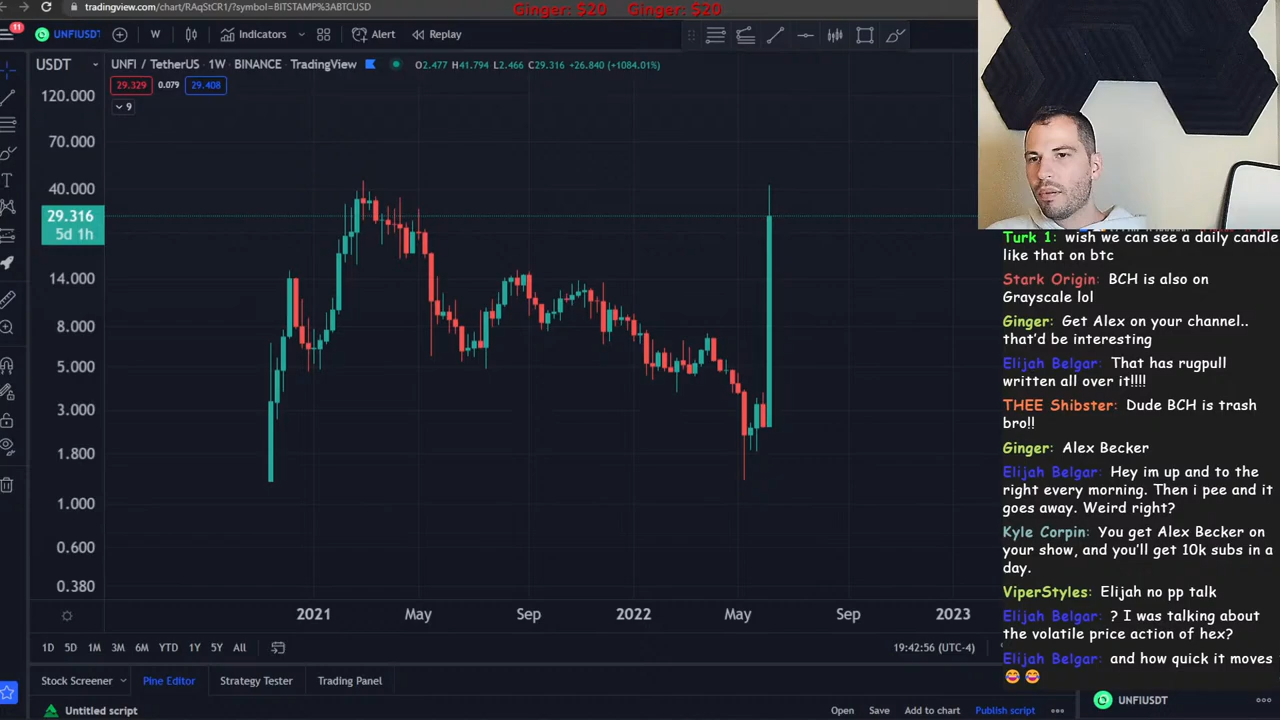 Ginger: $20 Ginger: $20
tradingview.com/chart/RAqStCR1/?symbol=BITSTAMP%3ABTCUSD
11
UNFIUSDT
W
Indicators
Alert
Replay
USDT
UNFI / TetherUS 1W BINANCE TradingView
O2.477 H41.794 L2.466 C29.316 +26.840 (+1084.01%)
29.329 0.079 29.408
9
120.000
70.000
40.000
29.316
5d 1h
14.000
8.000
5.000
3.000
1.800
1.000
0.600
0.380
2021 May Sep 2022 May Sep 2023
1D 5D 1M 3M 6M YTD 1Y 5Y All
19:42:56 (UTC-4)
Stock Screener Pine Editor Strategy Tester Trading Panel
Untitled script
Open Save Add to chart Publish script
Turk 1: wish we can see a daily candle
like that on btc
Stark Origin: BCH is also on
Grayscale lol
Ginger: Get Alex on your channel..
that'd be interesting
Elijah Belgar: That has rugpull
written all over it!!!!
THEE Shibster: Dude BCH is trash
bro!!
Ginger: Alex Becker
Elijah Belgar: Hey im up and to the
right every morning. Then i pee and it
goes away. Weird right?
Kyle Corpin: You get Alex Becker on
your show, and you'll get 10k subs in a
day.
ViperStyles: Elijah no pp talk
Elijah Belgar: ? I was talking about
the volatile price action of hex?
Elijah Belgar: and how quick it moves
😂 😂
UNFIUSDT